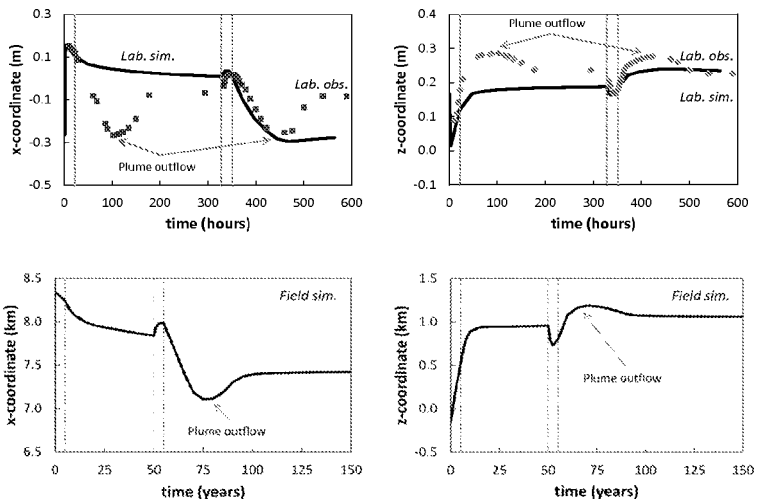 0.3
0.1
-0.1
-0.3
-0.5
x-coordinate (m)
Lab. sim.
Lab. obs.
Plume outflow
0 100 200 300 400 500 600
time (hours)
0.4
0.3
0.2
0.1
0.0
-0.1
z-coordinate (m)
Plume outflow
Lab. obs.
Lab. sim.
0 100 200 300 400 500 600
time (hours)
8.5
8.0
7.5
7.0
6.5
x-coordinate (km)
Field sim.
Plume outflow
0 25 50 75 100 125 150
time (years)
1.5
1.0
0.5
0.0
-0.5
z-coordinate (km)
Field sim.
Plume outflow
0 25 50 75 100 125 150
time (years)